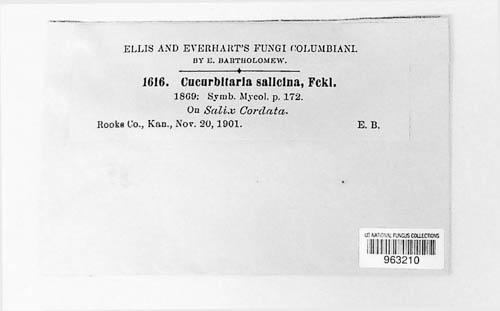 ELLIS AND EVERHART'S FUNGI COLUMBIANI.
BY E. BARTHOLOMEW.
1616. Cucurbitaria salicina, Fckl.
1869: Symb. Mycol. p. 172.
On Salix Cordata.
Rooks Co., Kan., Nov. 20, 1901. E. B.
US NATIONAL FUNGUS COLLECTIONS
963210